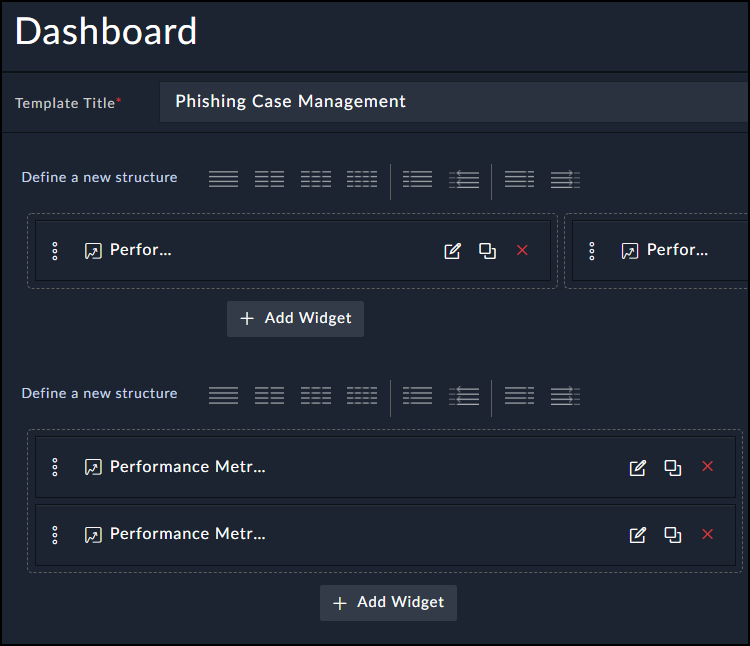 Dashboard
Template Title* Phishing Case Management
Define a new structure
Perfor... Perfor...
+ Add Widget
Define a new structure
Performance Metr...
Performance Metr...
+ Add Widget